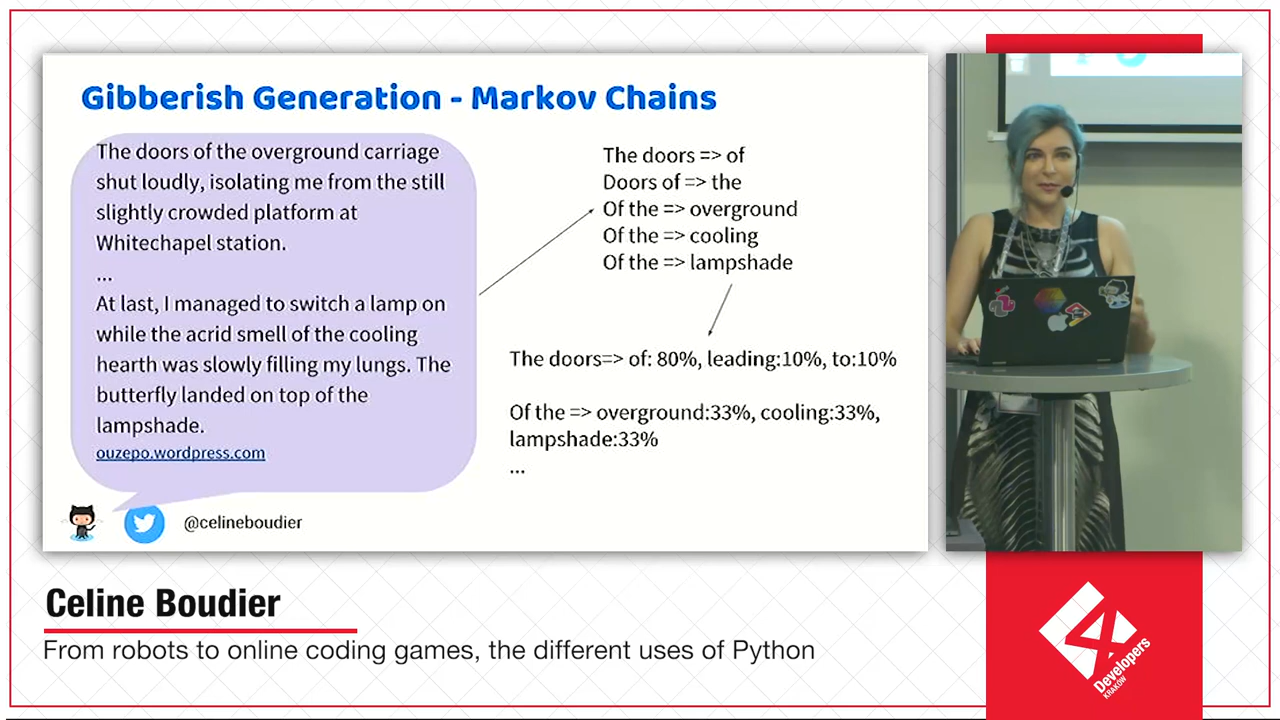 Gibberish Generation - Markov Chains
The doors of the overground carriage
shut loudly, isolating me from the still
slightly crowded platform at
Whitechapel station.
...
At last, I managed to switch a lamp on
while the acrid smell of the cooling
hearth was slowly filling my lungs. The
butterfly landed on top of the
lampshade.
ouzepo.wordpress.com
The doors => of
Doors of => the
Of the => overground
Of the => cooling
Of the => lampshade
The doors=> of: 80%, leading:10%, to:10%
Of the => overground:33%, cooling:33%,
lampshade:33%
...
@celineboudier
Celine Boudier
From robots to online coding games, the different uses of Python
4
Developers
KRAKOW